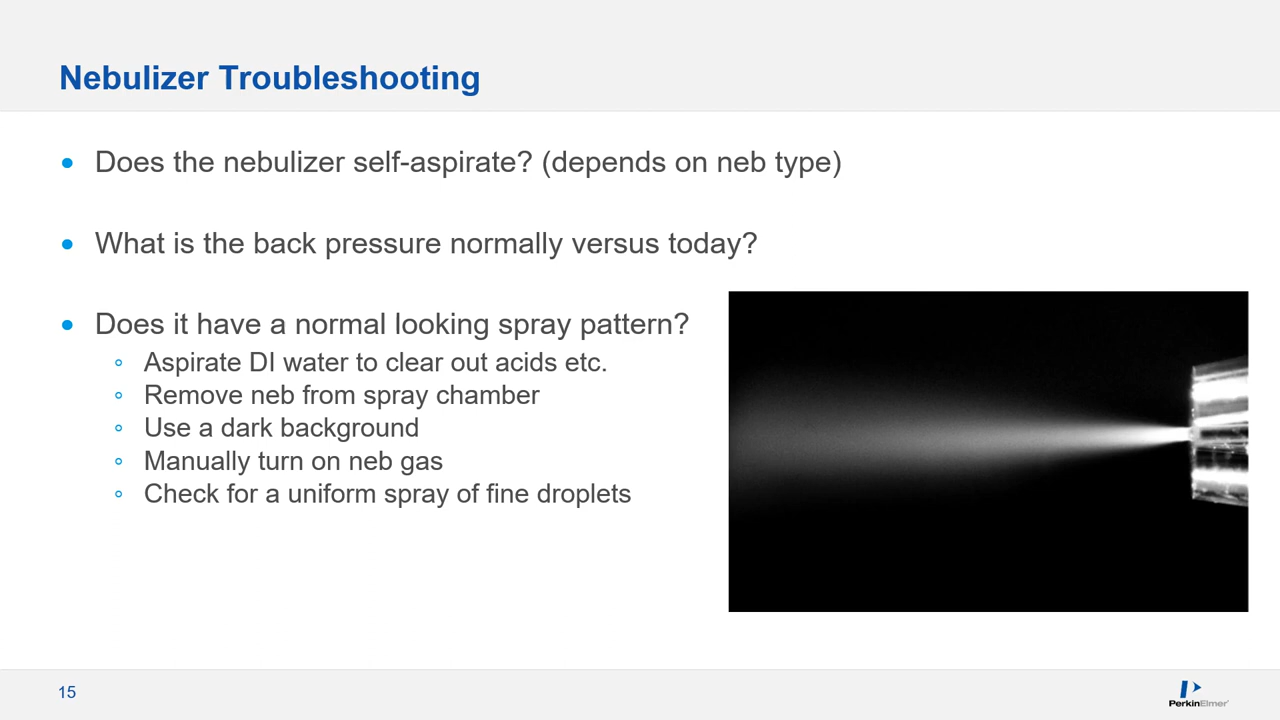 Nebulizer Troubleshooting
• Does the nebulizer self-aspirate? (depends on neb type)
• What is the back pressure normally versus today?
• Does it have a normal looking spray pattern?
◦ Aspirate DI water to clear out acids etc.
◦ Remove neb from spray chamber
◦ Use a dark background
◦ Manually turn on neb gas
◦ Check for a uniform spray of fine droplets
15
PerkinElmer